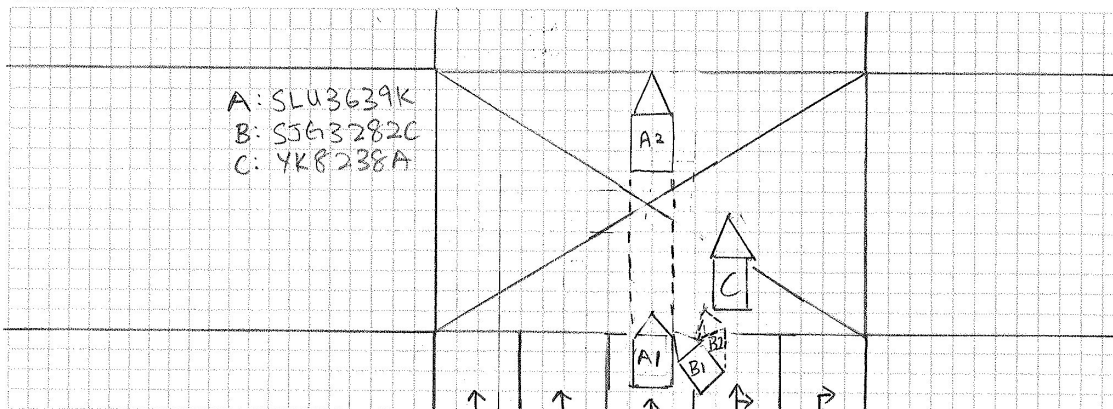 A: SLU3639K
B: SJG3282C
C: YK8238A
A2
C
A1
B2
B1